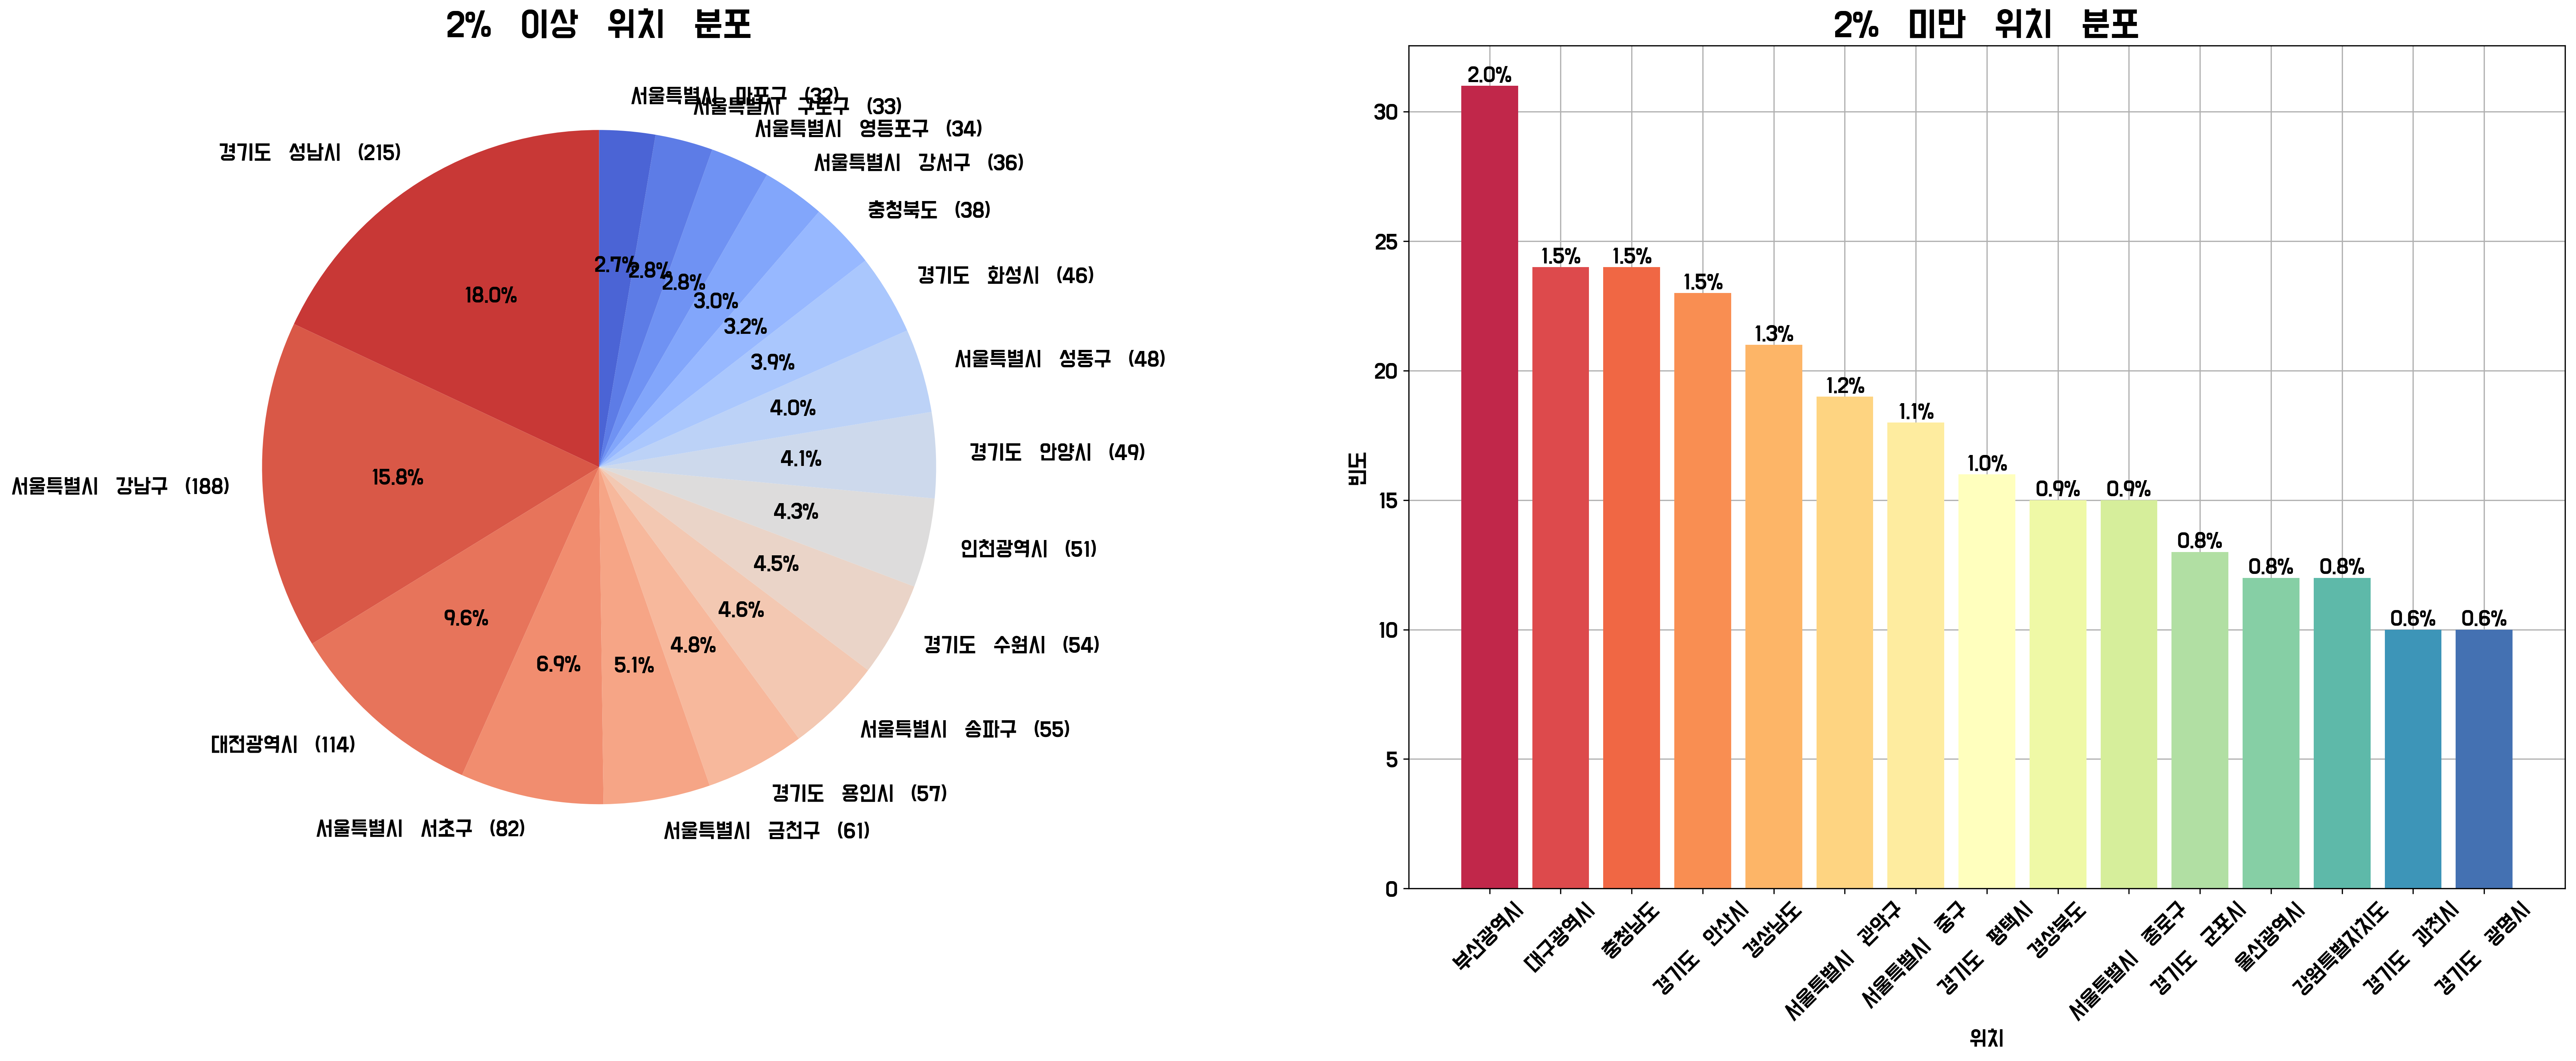 2% 이상 위치 분포
서울특별시 마포구 (32)
서울특별시 구로구 (33)
서울특별시 영등포구 (34)
서울특별시 강서구 (36)
충청북도 (38)
경기도 화성시 (46)
서울특별시 성동구 (48)
경기도 안양시 (49)
인천광역시 (51)
경기도 수원시 (54)
서울특별시 송파구 (55)
경기도 용인시 (57)
서울특별시 금천구 (61)
서울특별시 서초구 (82)
대전광역시 (114)
서울특별시 강남구 (188)
경기도 성남시 (215)
2.7%
2.8%
2.8%
3.0%
3.2%
3.9%
4.0%
4.1%
4.3%
4.5%
4.6%
4.8%
5.1%
6.9%
9.6%
15.8%
18.0%
2% 미만 위치 분포
빈도
30
25
20
15
10
5
0
2.0%
1.5%
1.5%
1.5%
1.3%
1.2%
1.1%
1.0%
0.9%
0.9%
0.8%
0.8%
0.8%
0.6%
0.6%
부산광역시
대구광역시
충청남도
경기도 안산시
경상남도
서울특별시 관악구
서울특별시 중구
경기도 평택시
경상북도
서울특별시 종로구
경기도 군포시
울산광역시
강원특별자치도
경기도 과천시
경기도 광명시
위치